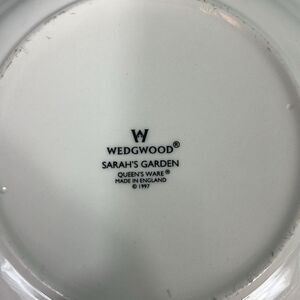 W
WEDGWOOD®
SARAH'S GARDEN
QUEEN'S WARE®
MADE IN ENGLAND
© 1997